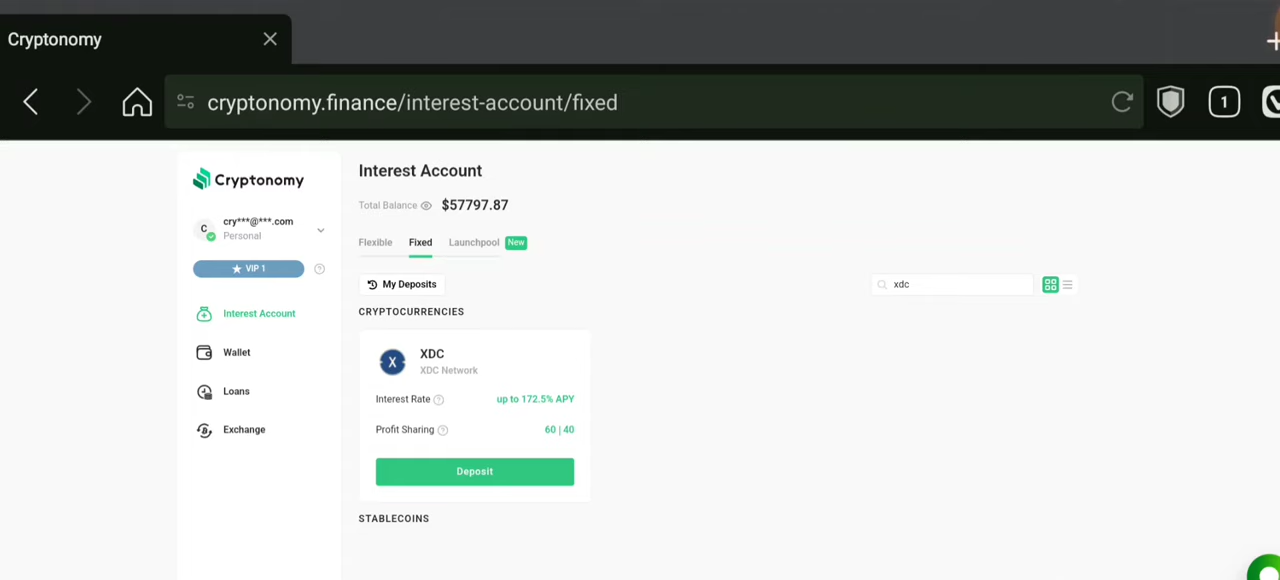 Cryptonomy
cryptonomy.finance/interest-account/fixed
1
Cryptonomy
C
cry***@***.com
Personal
VIP 1
Interest Account
Wallet
Loans
Exchange
Interest Account
Total Balance $57797.87
Flexible Fixed Launchpool New
My Deposits
xdc
CRYPTOCURRENCIES
X
XDC
XDC Network
Interest Rate ? up to 172.5% APY
Profit Sharing ? 60 | 40
Deposit
STABLECOINS